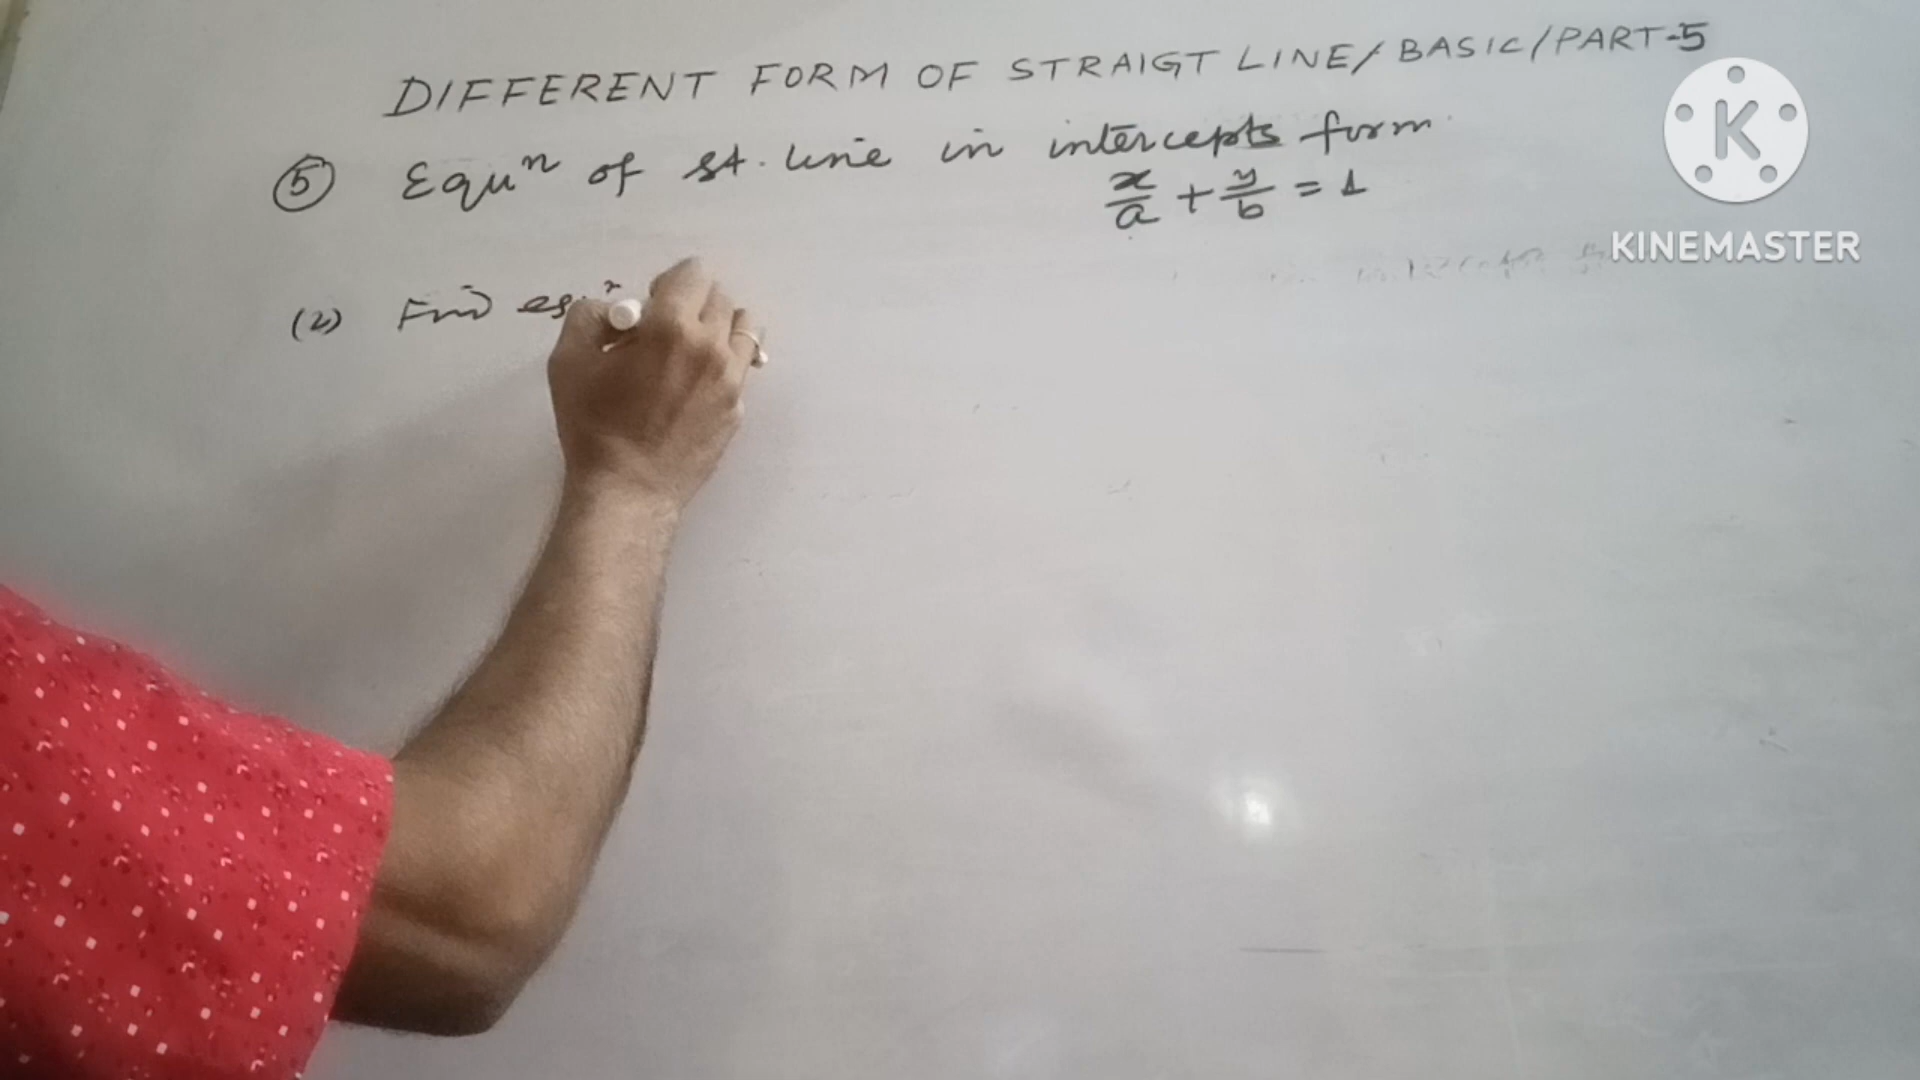 DIFFERENT FORM OF STRAIGT LINE/BASIC/PART-5
K
⑤ Equⁿ of st. line in intercepts form
x/a + y/b = 1
KINEMASTER
(2) Find eqⁿ